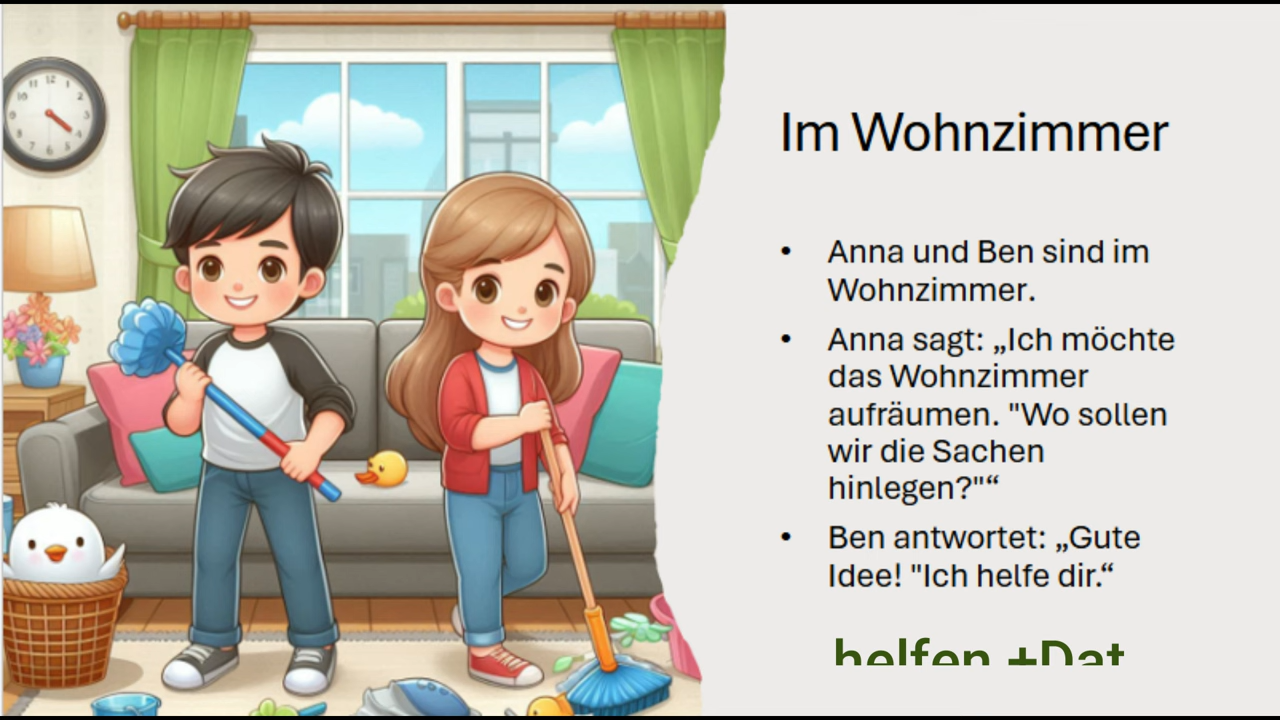 Im Wohnzimmer
• Anna und Ben sind im
Wohnzimmer.
• Anna sagt: „Ich möchte
das Wohnzimmer
aufräumen. "Wo sollen
wir die Sachen
hinlegen?"“
• Ben antwortet: „Gute
Idee! "Ich helfe dir.“
helfen +Dat